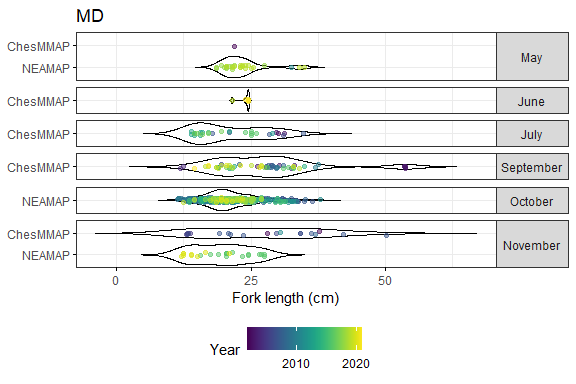 MD
ChesMMAP
NEAMAP
May
ChesMMAP
June
ChesMMAP
July
ChesMMAP
September
NEAMAP
October
ChesMMAP
NEAMAP
November
0 25 50
Fork length (cm)
Year
2010 2020